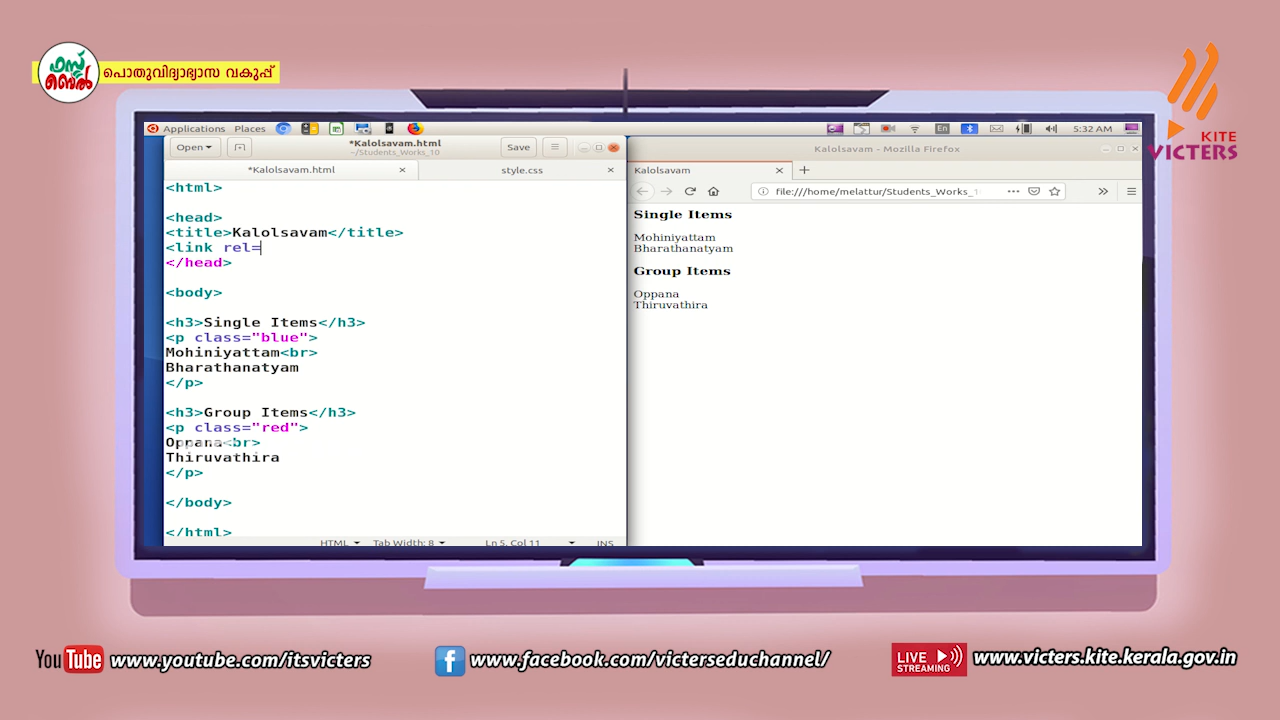 ഫസ്റ്റ്
ബെൽ
പൊതുവിദ്യാഭ്യാസ വകുപ്പ്
KITE
VICTERS
Applications Places
En
5:32 AM
Open
*Kalolsavam.html
~/Students_Works_10
Save
*Kalolsavam.html
style.css
<html>
<head>
<title>Kalolsavam</title>
<link rel=
</head>
<body>
<h3>Single Items</h3>
<p class="blue">
Mohiniyattam<br>
Bharathanatyam
</p>
<h3>Group Items</h3>
<p class="red">
Oppana<br>
Thiruvathira
</p>
</body>
</html>
HTML Tab Width: 8 Ln 5, Col 11 INS
Kalolsavam - Mozilla Firefox
Kalolsavam
file:///home/melattur/Students_Works_1
Single Items
Mohiniyattam
Bharathanatyam
Group Items
Oppana
Thiruvathira
YouTube www.youtube.com/itsvicters
f www.facebook.com/victerseduchannel/
LIVE
STREAMING
www.victers.kite.kerala.gov.in